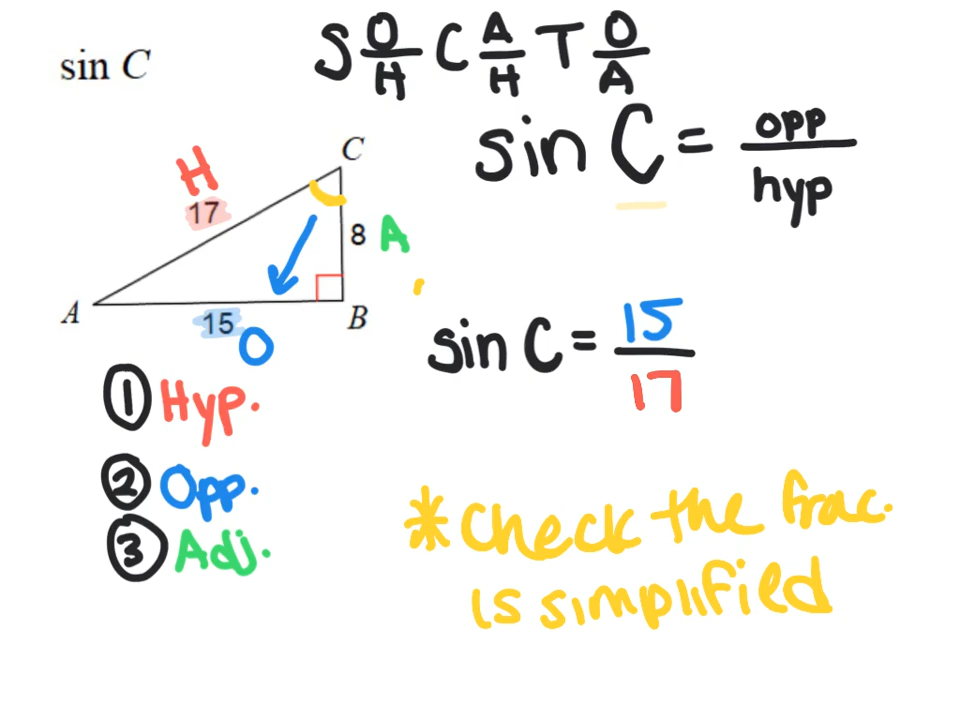 sin C
S O/H C A/H T O/A
sin C = opp/hyp
C
H
17
8 A
A
15
B
O
sin C = 15/17
① Hyp.
② Opp.
③ Adj.
* Check the frac.
is simplified